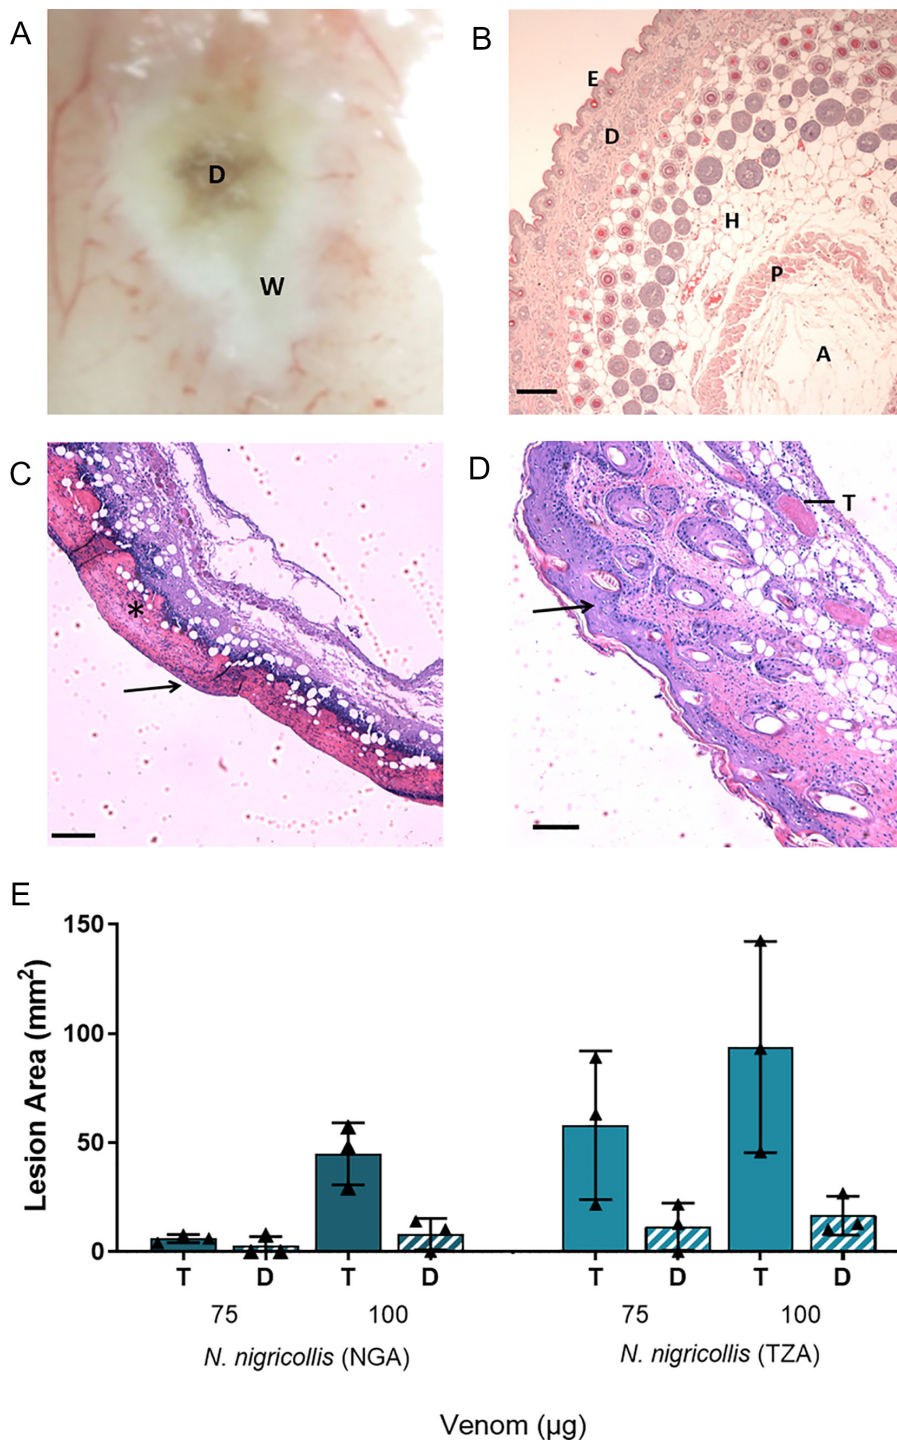 A
D
W
B
E
D
H
P
A
C
*
D
T
E
Lesion Area (mm²)
150
100
50
0
T D T D T D T D
75 100 75 100
N. nigricollis (NGA) N. nigricollis (TZA)
Venom (µg)